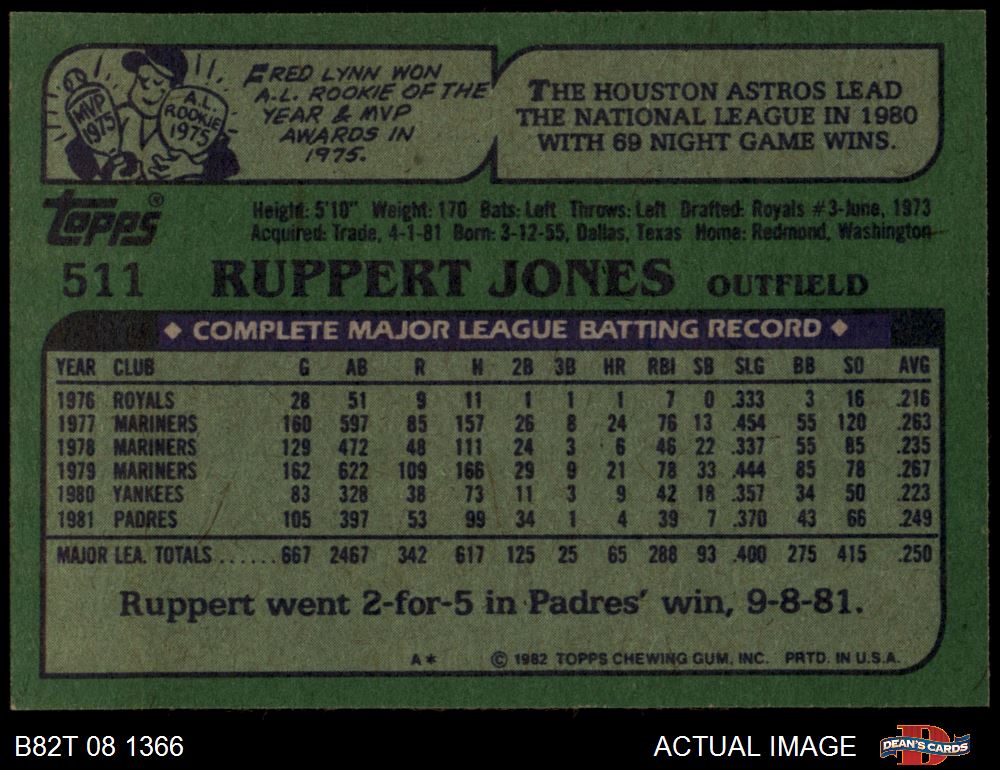 MVP
1975
A.L.
ROOKIE
1975
FRED LYNN WON
A.L. ROOKIE OF THE
YEAR & MVP
AWARDS IN
1975.
THE HOUSTON ASTROS LEAD
THE NATIONAL LEAGUE IN 1980
WITH 69 NIGHT GAME WINS.
Topps®
Height: 5'10" Weight: 170 Bats: Left Throws: Left Drafted: Royals #3-June, 1973
Acquired: Trade, 4-1-81 Born: 3-12-55, Dallas, Texas Home: Redmond, Washington
511 RUPPERT JONES OUTFIELD
◆ COMPLETE MAJOR LEAGUE BATTING RECORD ◆
YEAR CLUB G AB R H 2B 3B HR RBI SB SLG BB SO AVG
1976 ROYALS 28 51 9 11 1 1 1 7 0 .333 3 16 .216
1977 MARINERS 160 597 85 157 26 8 24 76 13 .454 55 120 .263
1978 MARINERS 129 472 48 111 24 3 6 46 22 .337 55 85 .235
1979 MARINERS 162 622 109 166 29 9 21 78 33 .444 85 78 .267
1980 YANKEES 83 328 38 73 11 3 9 42 18 .357 34 50 .223
1981 PADRES 105 397 53 99 34 1 4 39 7 .370 43 66 .249
MAJOR LEA. TOTALS ...... 667 2467 342 617 125 25 65 288 93 .400 275 415 .250
Ruppert went 2-for-5 in Padres' win, 9-8-81.
A* © 1982 TOPPS CHEWING GUM, INC. PRTD. IN U.S.A.
B82T 08 1366 ACTUAL IMAGE D DEAN'S CARDS